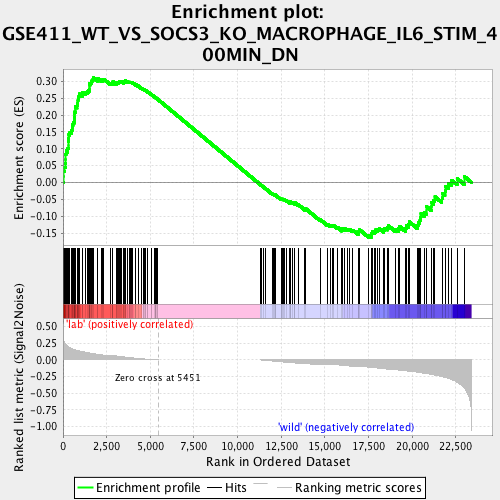 Enrichment plot:
GSE411_WT_VS_SOCS3_KO_MACROPHAGE_IL6_STIM_4
00MIN_DN
Enrichment score (ES)
0.30
0.25
0.20
0.15
0.10
0.05
0.00
-0.05
-0.10
-0.15
Ranked list metric (Signal2Noise)
0.50
0.25
0.00
-0.25
-0.50
-0.75
-1.00
'lab' (positively correlated)
Zero cross at 5451
'wild' (negatively correlated)
0 2,500 5,000 7,500 10,000 12,500 15,000 17,500 20,000 22,500
Rank in Ordered Dataset
Enrichment profile Hits Ranking metric scores